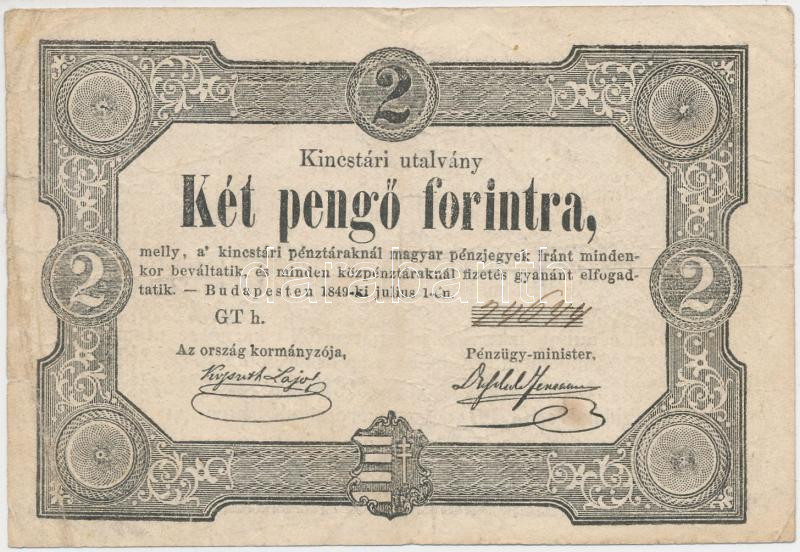 2
Kincstári utalvány
Két pengő forintra,
melly, a' kincstári pénztáraknál magyar pénzjegyek iránt minden-
kor beváltatik, és minden közpénztáraknál fizetés gyanánt elfogad-
tatik. — Budapesten 1849-ki julius 1-én
2 2
GT h. 24644
Az ország kormányzója, Pénzügy-minister,
Kossuth Lajos